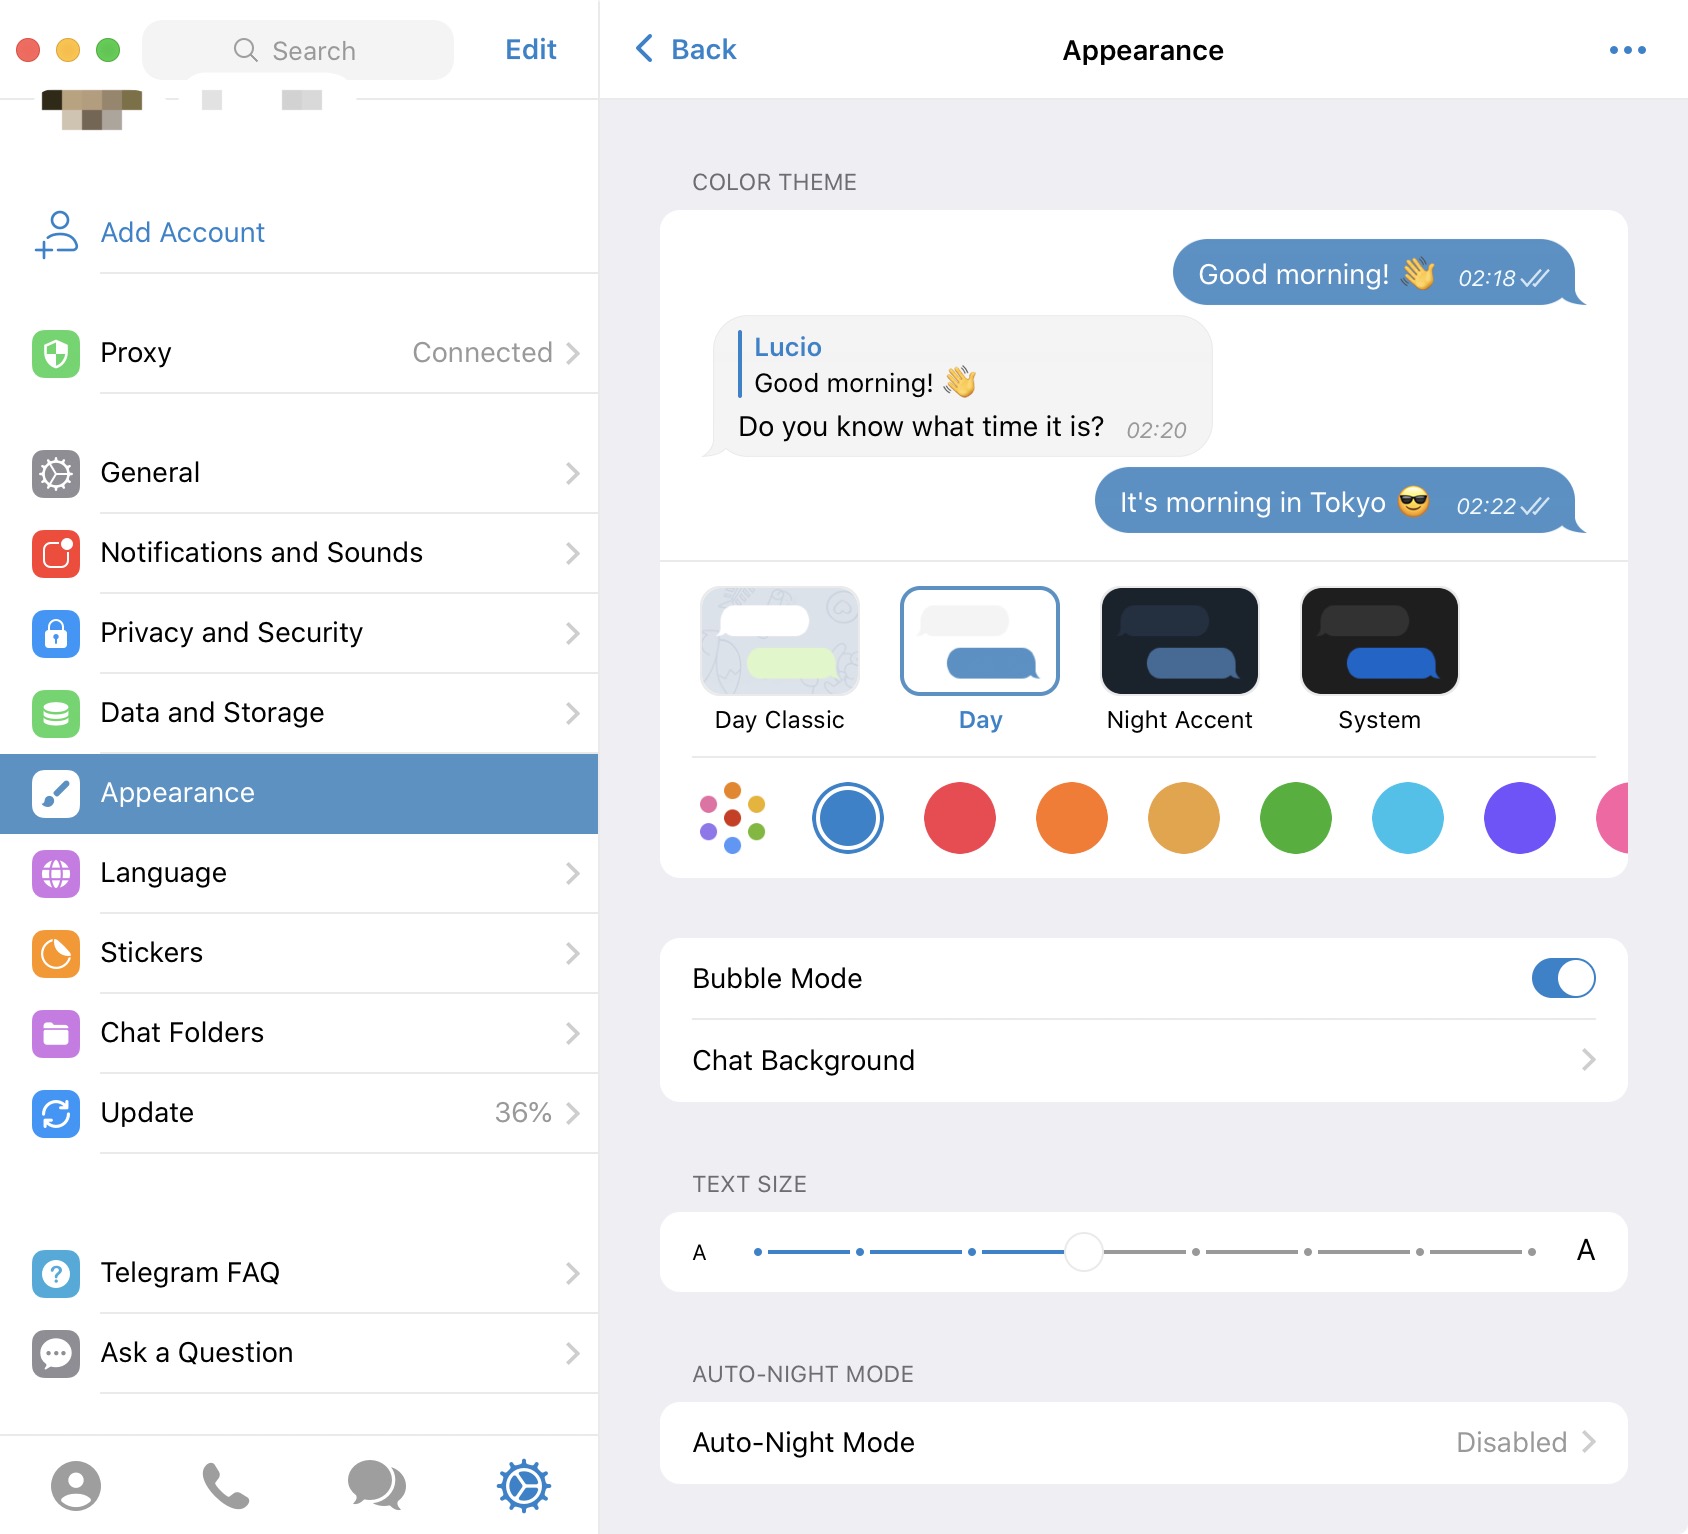 Search
Edit
Add Account
Proxy
Connected
General
Notifications and Sounds
Privacy and Security
Data and Storage
Appearance
Language
Stickers
Chat Folders
Update
36%
Telegram FAQ
Ask a Question
Back
Appearance
COLOR THEME
Good morning! 👋 02:18
Lucio
Good morning! 👋
Do you know what time it is? 02:20
It's morning in Tokyo 😎 02:22
Day Classic
Day
Night Accent
System
Bubble Mode
Chat Background
TEXT SIZE
A
A
AUTO-NIGHT MODE
Auto-Night Mode
Disabled